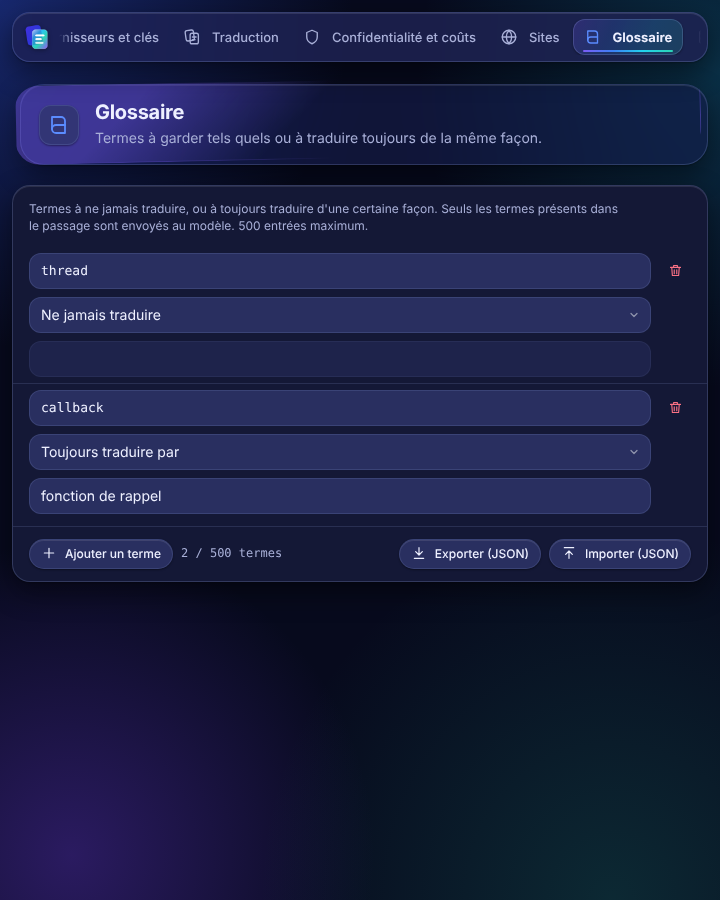 et clés
Traduction
Confidentialité et coûts
Sites
Glossaire
Glossaire
Termes à garder tels quels ou à traduire toujours de la même façon.
Termes à ne jamais traduire, ou à toujours traduire d'une certaine façon. Seuls les termes présents dans
le passage sont envoyés au modèle. 500 entrées maximum.
thread
Ne jamais traduire
callback
Toujours traduire par
fonction de rappel
Ajouter un terme
2 / 500 termes
Exporter (JSON)
Importer (JSON)